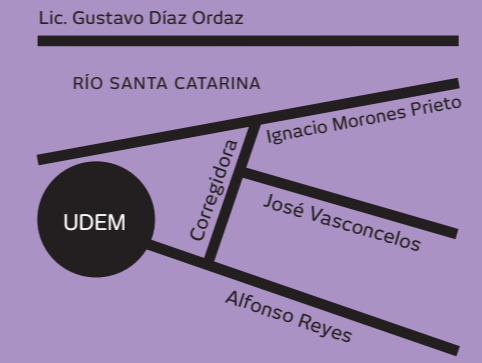 Lic. Gustavo Díaz Ordaz
RÍO SANTA CATARINA
Ignacio Morones Prieto
Corregidora
José Vasconcelos
UDEM
Alfonso Reyes